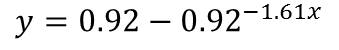 y = 0.92 − 0.92^{−1.61x}